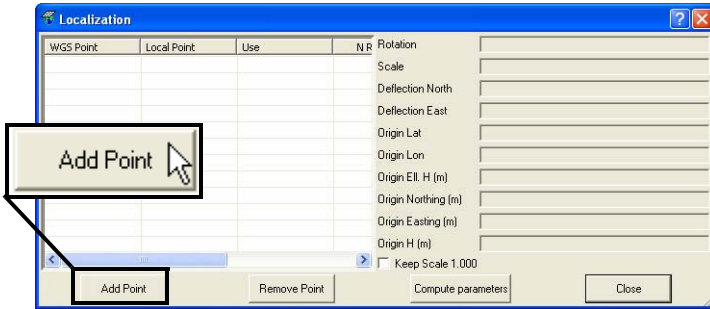 Localization
WGS Point Local Point Use N R
Rotation
Scale
Deflection North
Deflection East
Origin Lat
Origin Lon
Origin Ell. H (m)
Origin Northing (m)
Origin Easting (m)
Origin H (m)
Keep Scale 1.000
Add Point
Add Point Remove Point Compute parameters Close